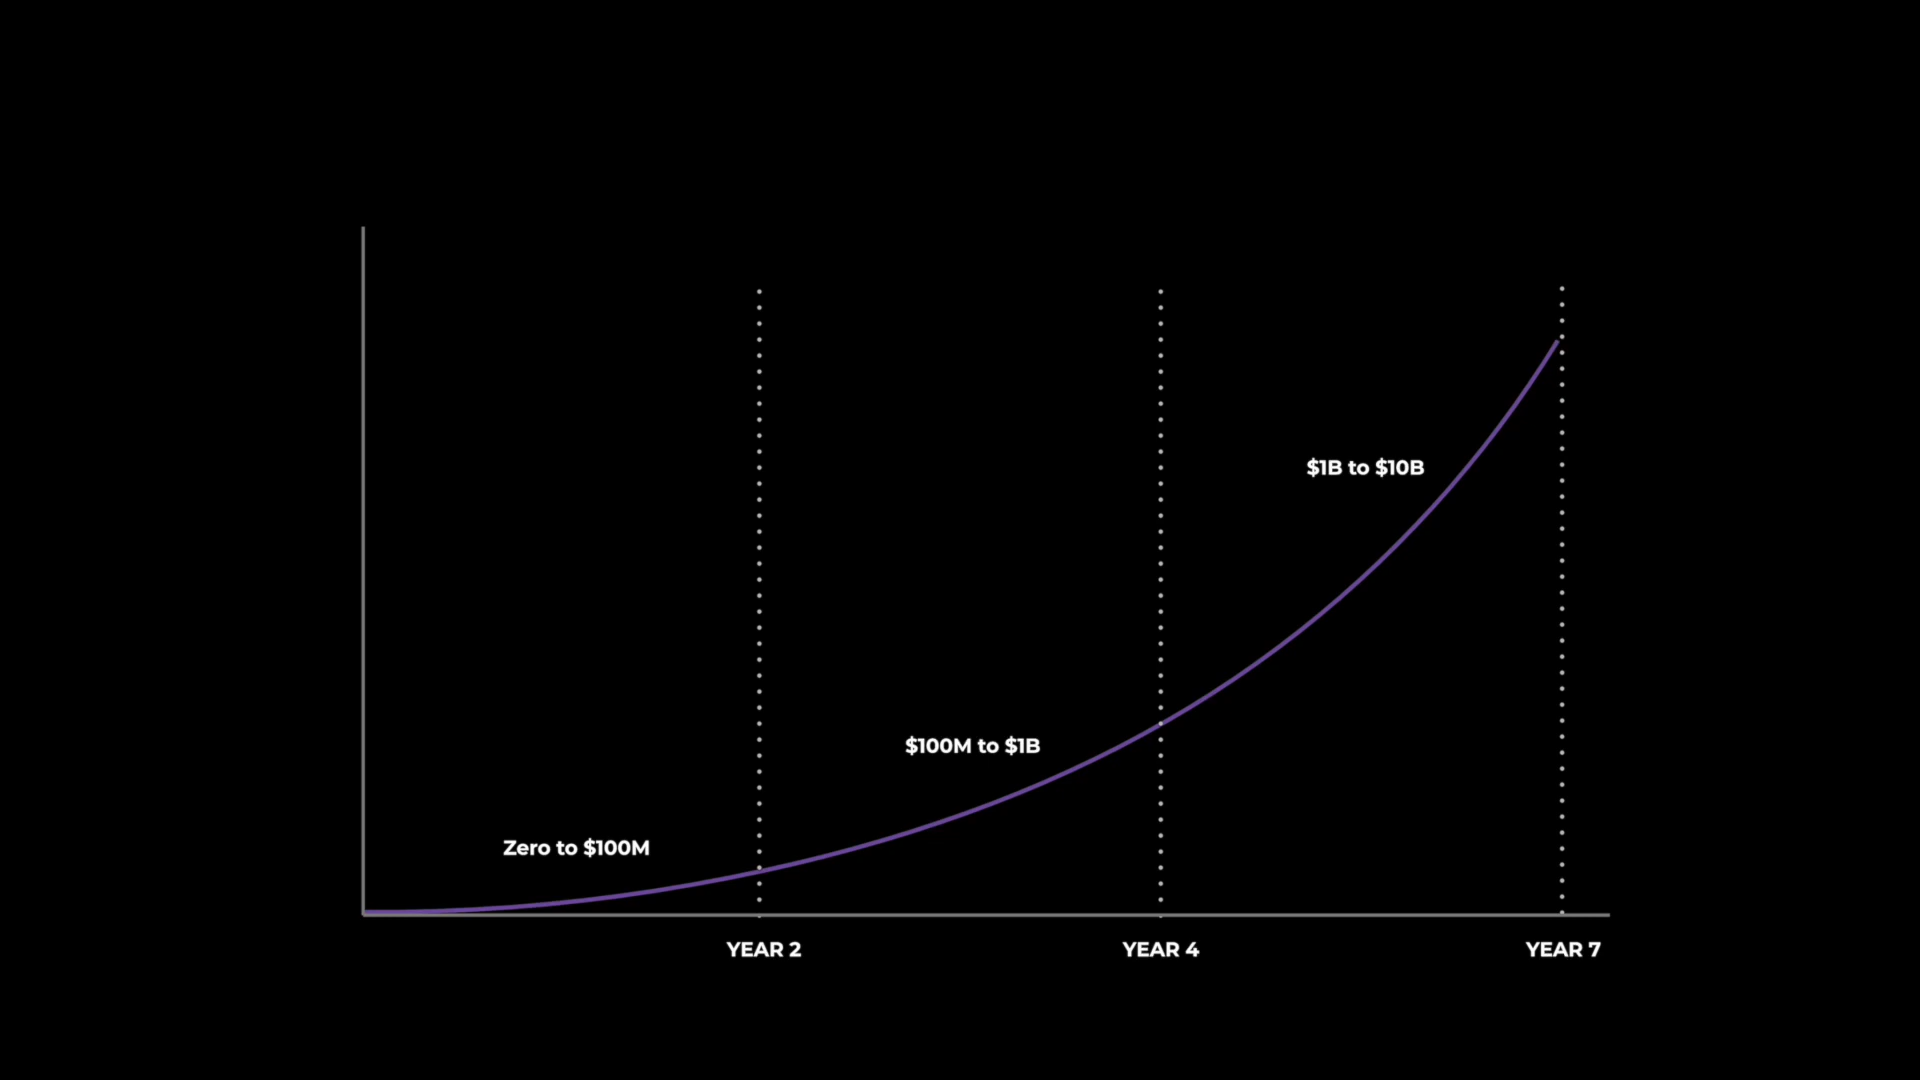 $1B to $10B
$100M to $1B
Zero to $100M
YEAR 2
YEAR 4
YEAR 7